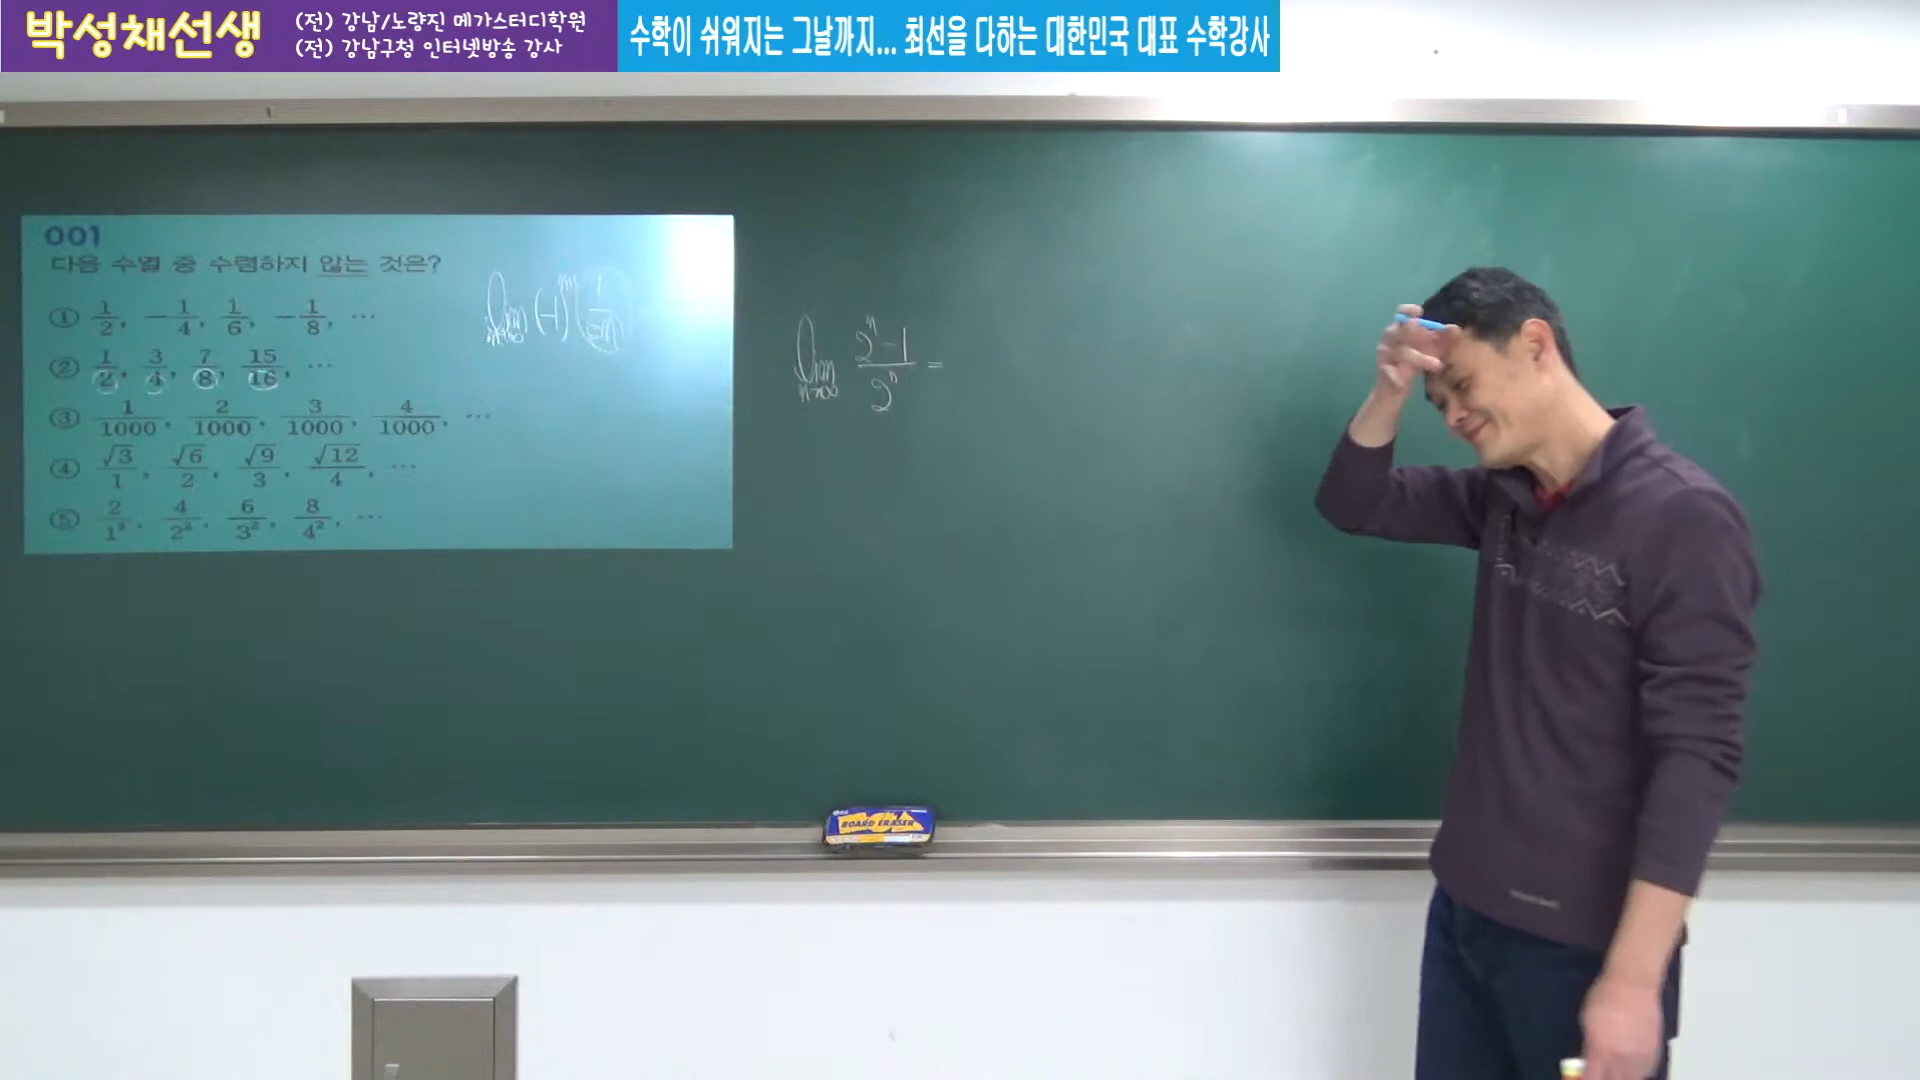 박성채선생
(전) 강남/노량진 메가스터디학원
(전) 강남구청 인터넷방송 강사
수학이 쉬워지는 그날까지... 최선을 다하는 대한민국 대표 수학강사
001
다음 수열 중 수렴하지 않는 것은?
① 1/2, -1/4, 1/6, -1/8, ⋯
② 1/2, 3/4, 7/8, 15/16, ⋯
③ 1/1000, 2/1000, 3/1000, 4/1000, ⋯
④ √3/1, √6/2, √9/3, √12/4, ⋯
⑤ 2/1², 4/2², 6/3², 8/4², ⋯
lim n→∞ (2ⁿ-1)/2ⁿ =
BOARD ERASER